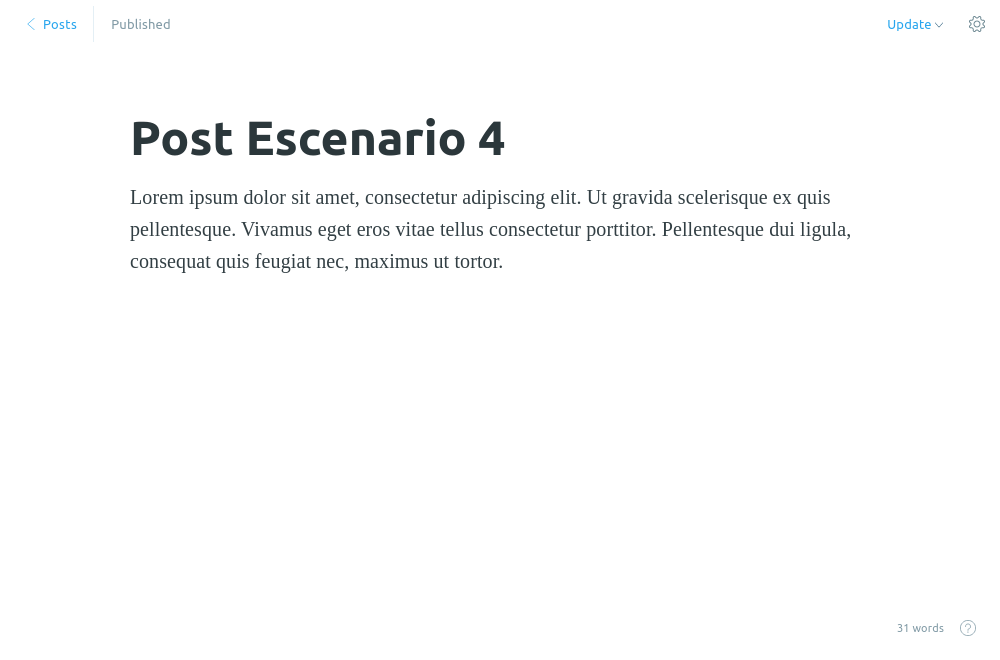 Posts
Published
Update
Post Escenario 4
Lorem ipsum dolor sit amet, consectetur adipiscing elit. Ut gravida scelerisque ex quis
pellentesque. Vivamus eget eros vitae tellus consectetur porttitor. Pellentesque dui ligula,
consequat quis feugiat nec, maximus ut tortor.
31 words
?